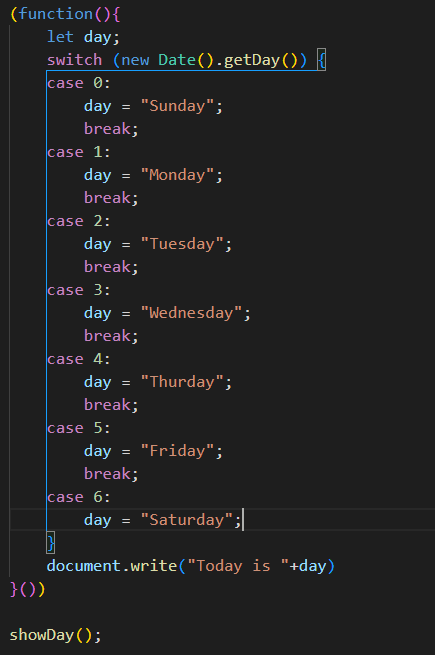 (function(){
    let day;
    switch (new Date().getDay()) {
    case 0:
        day = "Sunday";
        break;
    case 1:
        day = "Monday";
        break;
    case 2:
        day = "Tuesday";
        break;
    case 3:
        day = "Wednesday";
        break;
    case 4:
        day = "Thurday";
        break;
    case 5:
        day = "Friday";
        break;
    case 6:
        day = "Saturday";
    }
    document.write("Today is "+day)
}())
showDay();